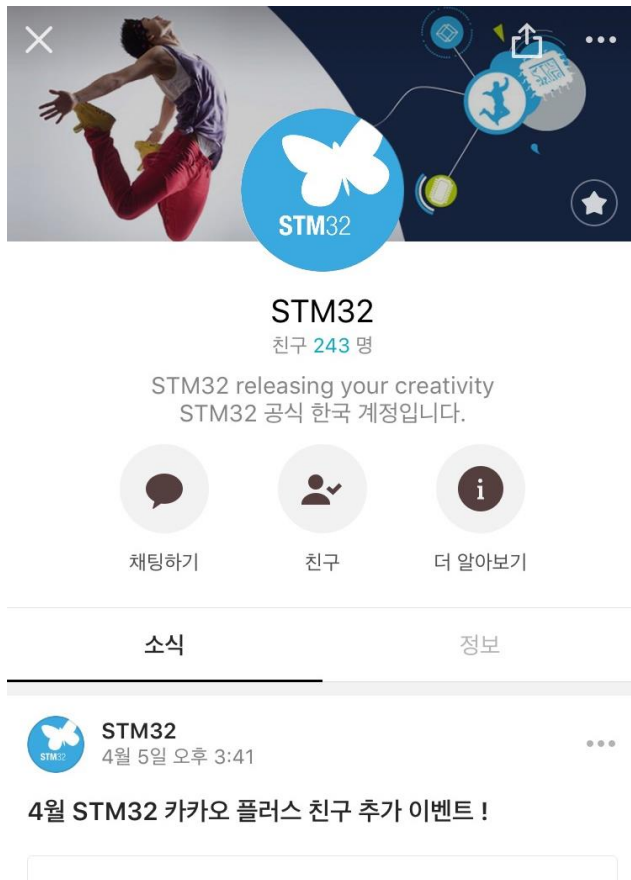 STM32
STM32
친구 243 명
STM32 releasing your creativity
STM32 공식 한국 계정입니다.
채팅하기
친구
더 알아보기
소식
정보
STM32
STM32
4월 5일 오후 3:41
4월 STM32 카카오 플러스 친구 추가 이벤트 !